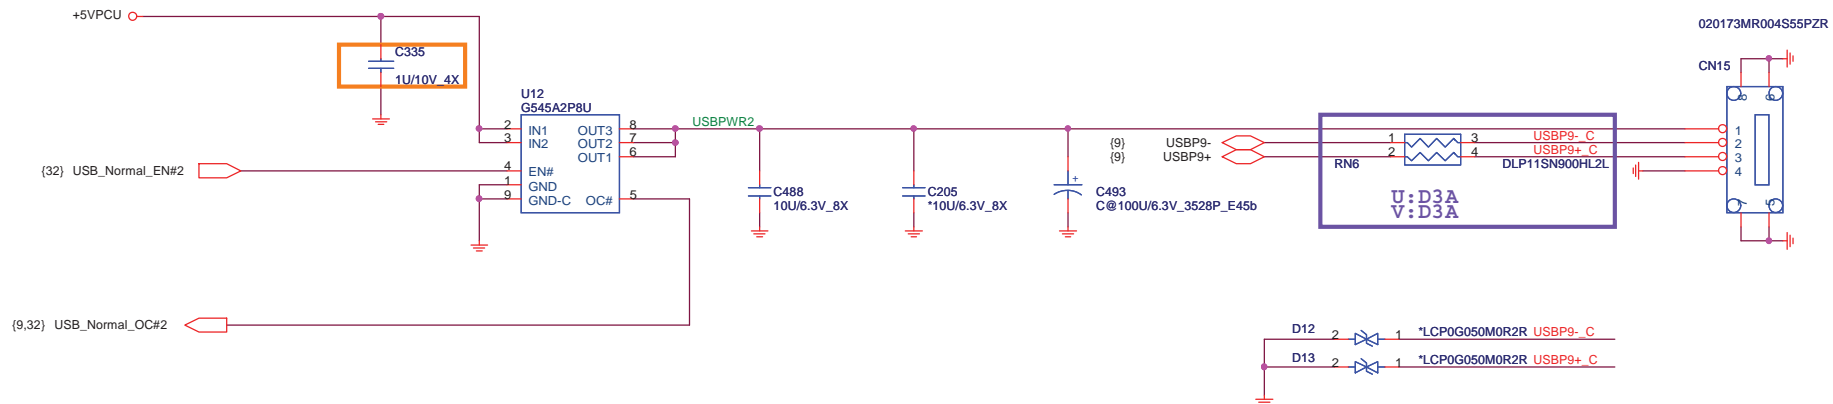 +5VPCU
020173MR004S55PZR
C335
1U/10V_4X
CN15
U12
G545A2P8U
8 6
2 IN1 OUT3 8
3 IN2 OUT2 7
OUT1 6
USBPWR2
1
2
3
4
{9} USBP9-
{9} USBP9+
1 3 USBP9-_C
2 4 USBP9+_C
RN6 DLP11SN900HL2L
{32} USB_Normal_EN#2
4 EN#
1 GND
9 GND-C OC# 5
C488
10U/6.3V_8X
C205
*10U/6.3V_8X
+
C493
C@100U/6.3V_3528P_E45b
U:D3A
V:D3A
7 5
{9,32} USB_Normal_OC#2
D12 2 1 *LCP0G050M0R2R USBP9-_C
D13 2 1 *LCP0G050M0R2R USBP9+_C